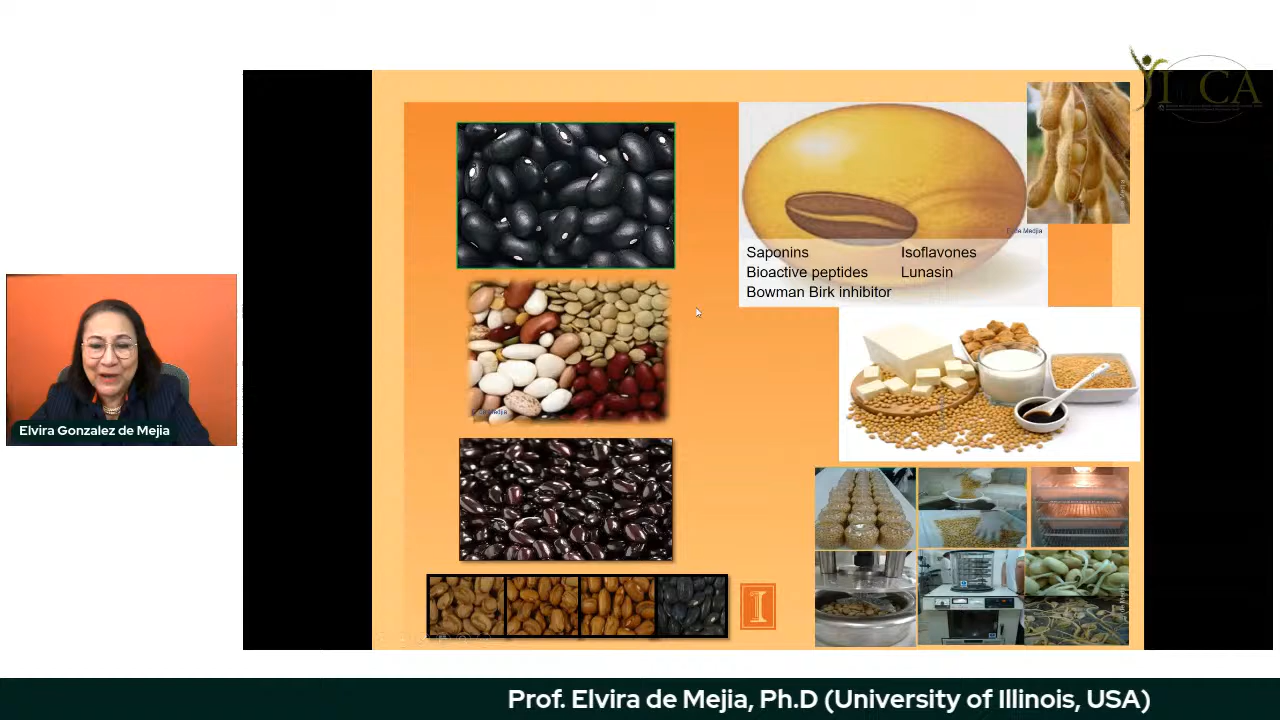 Saponins Isoflavones
Bioactive peptides Lunasin
Bowman Birk inhibitor
Elvira Gonzalez de Mejia
I
Prof. Elvira de Mejia, Ph.D (University of Illinois, USA)